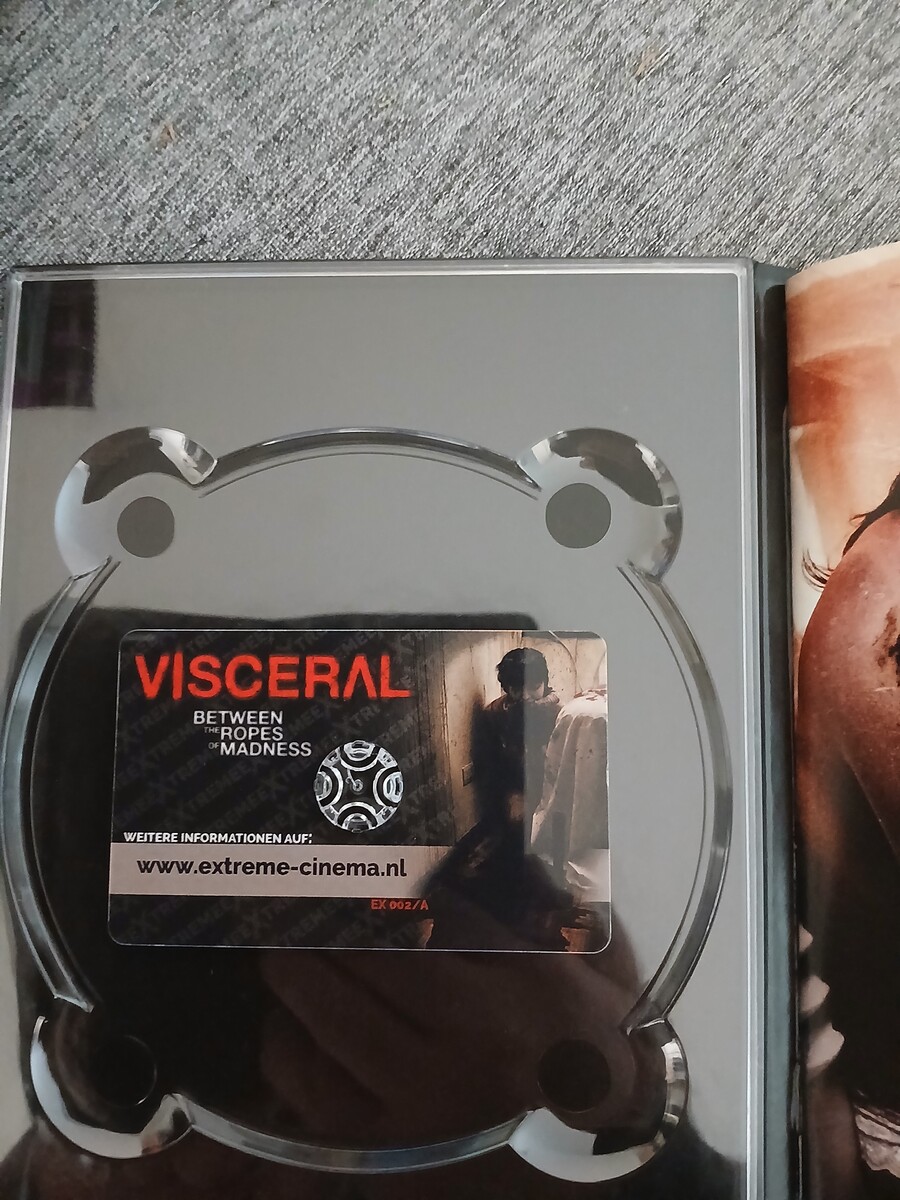 VISCERAL
BETWEEN
THE ROPES
OF MADNESS
WEITERE INFORMATIONEN AUF:
www.extreme-cinema.nl
EX 002/A